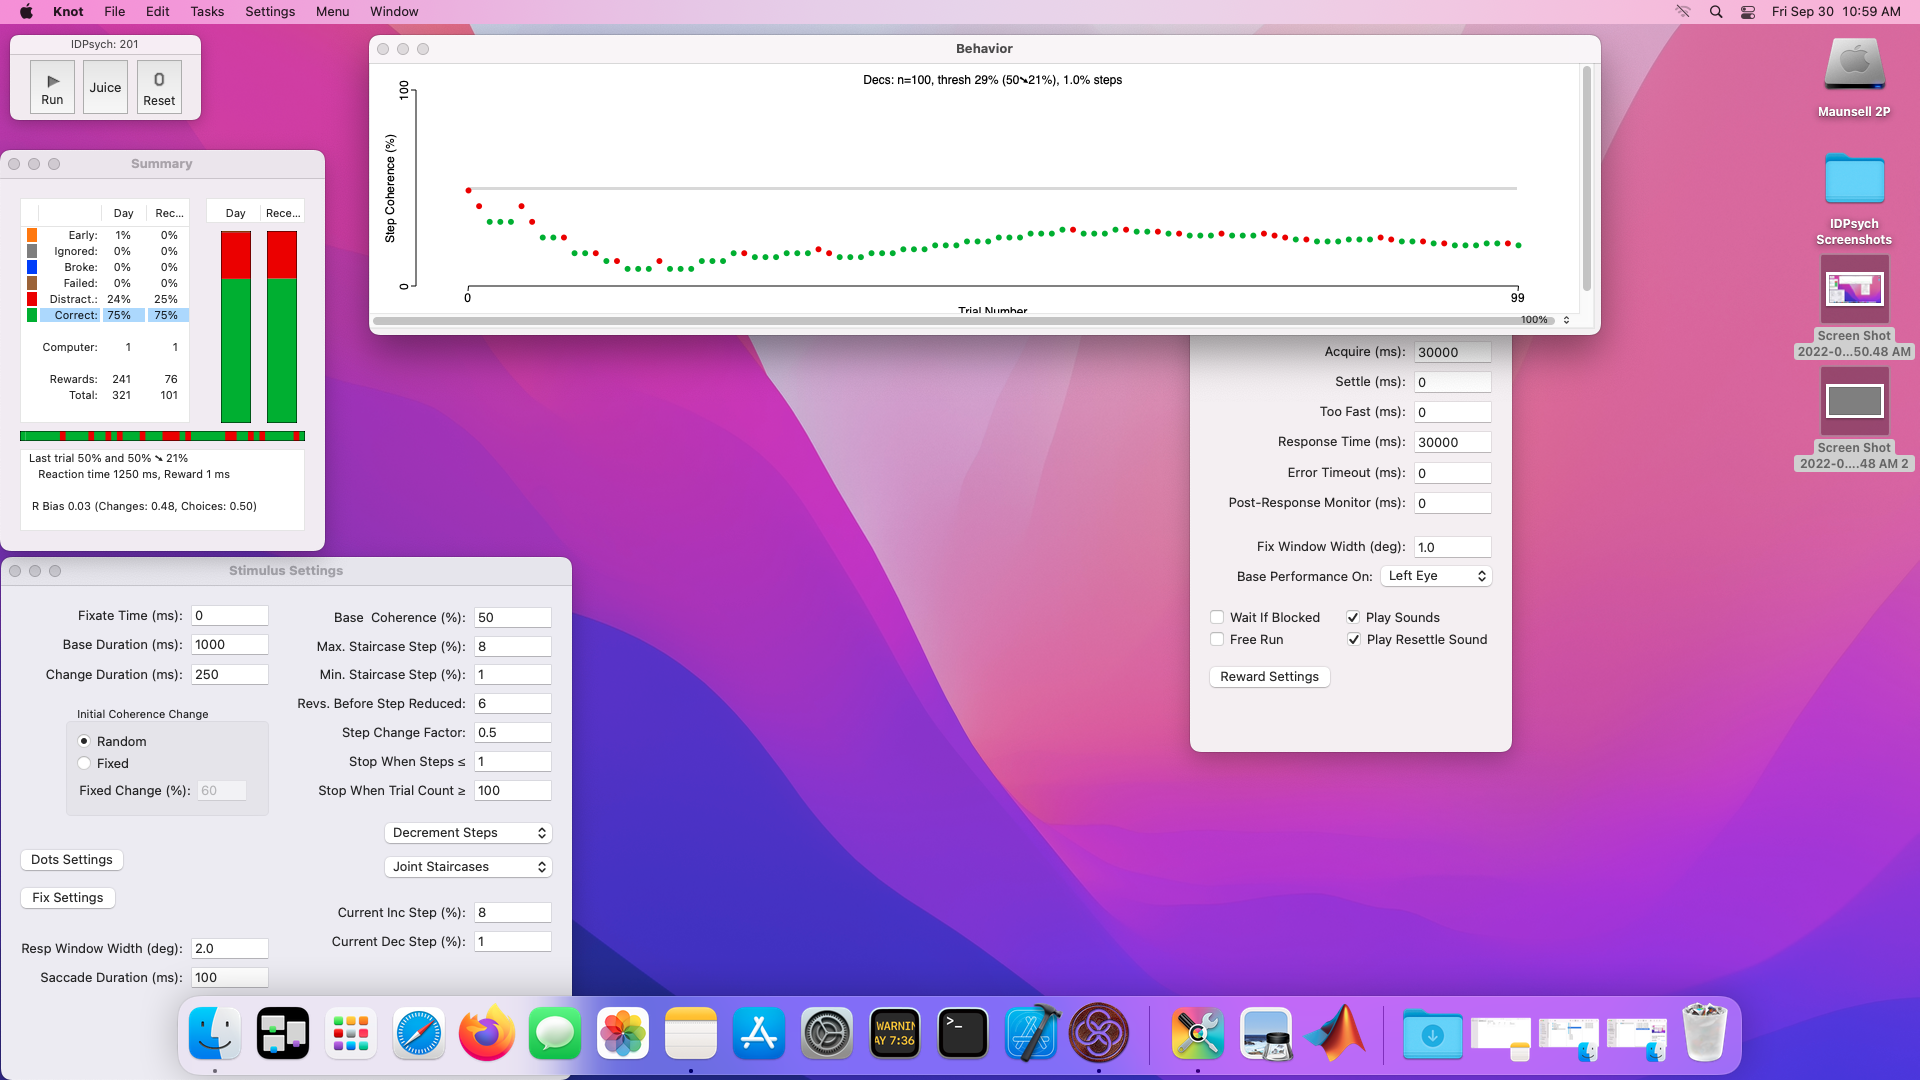 Knot File Edit Tasks Settings Menu Window Fri Sep 30 10:59 AM
IDPsych: 201
Run
Juice
0
Reset
Summary
Day Rec...
Early: 1% 0%
Ignored: 0% 0%
Broke: 0% 0%
Failed: 0% 0%
Distract.: 24% 25%
Correct: 75% 75%
Computer: 1 1
Rewards: 241 76
Total: 321 101
Day Rece...
Last trial 50% and 50% ➘ 21%
Reaction time 1250 ms, Reward 1 ms
R Bias 0.03 (Changes: 0.48, Choices: 0.50)
Behavior
Decs: n=100, thresh 29% (50➘21%), 1.0% steps
Step Coherence (%)
100
0
0
99
Trial Number
100%
Acquire (ms): 30000
Settle (ms): 0
Too Fast (ms): 0
Response Time (ms): 30000
Error Timeout (ms): 0
Post-Response Monitor (ms): 0
Fix Window Width (deg): 1.0
Base Performance On: Left Eye
Wait If Blocked
Play Sounds
Free Run
Play Resettle Sound
Reward Settings
Stimulus Settings
Fixate Time (ms): 0
Base Duration (ms): 1000
Change Duration (ms): 250
Initial Coherence Change
Random
Fixed
Fixed Change (%): 60
Dots Settings
Fix Settings
Resp Window Width (deg): 2.0
Saccade Duration (ms): 100
Base Coherence (%): 50
Max. Staircase Step (%): 8
Min. Staircase Step (%): 1
Revs. Before Step Reduced: 6
Step Change Factor: 0.5
Stop When Steps ≤ 1
Stop When Trial Count ≥ 100
Decrement Steps
Joint Staircases
Current Inc Step (%): 8
Current Dec Step (%): 1
Maunsell 2P
IDPsych
Screenshots
Screen Shot
2022-0...50.48 AM
Screen Shot
2022-0....48 AM 2
WARNIN
AY 7:36
>_